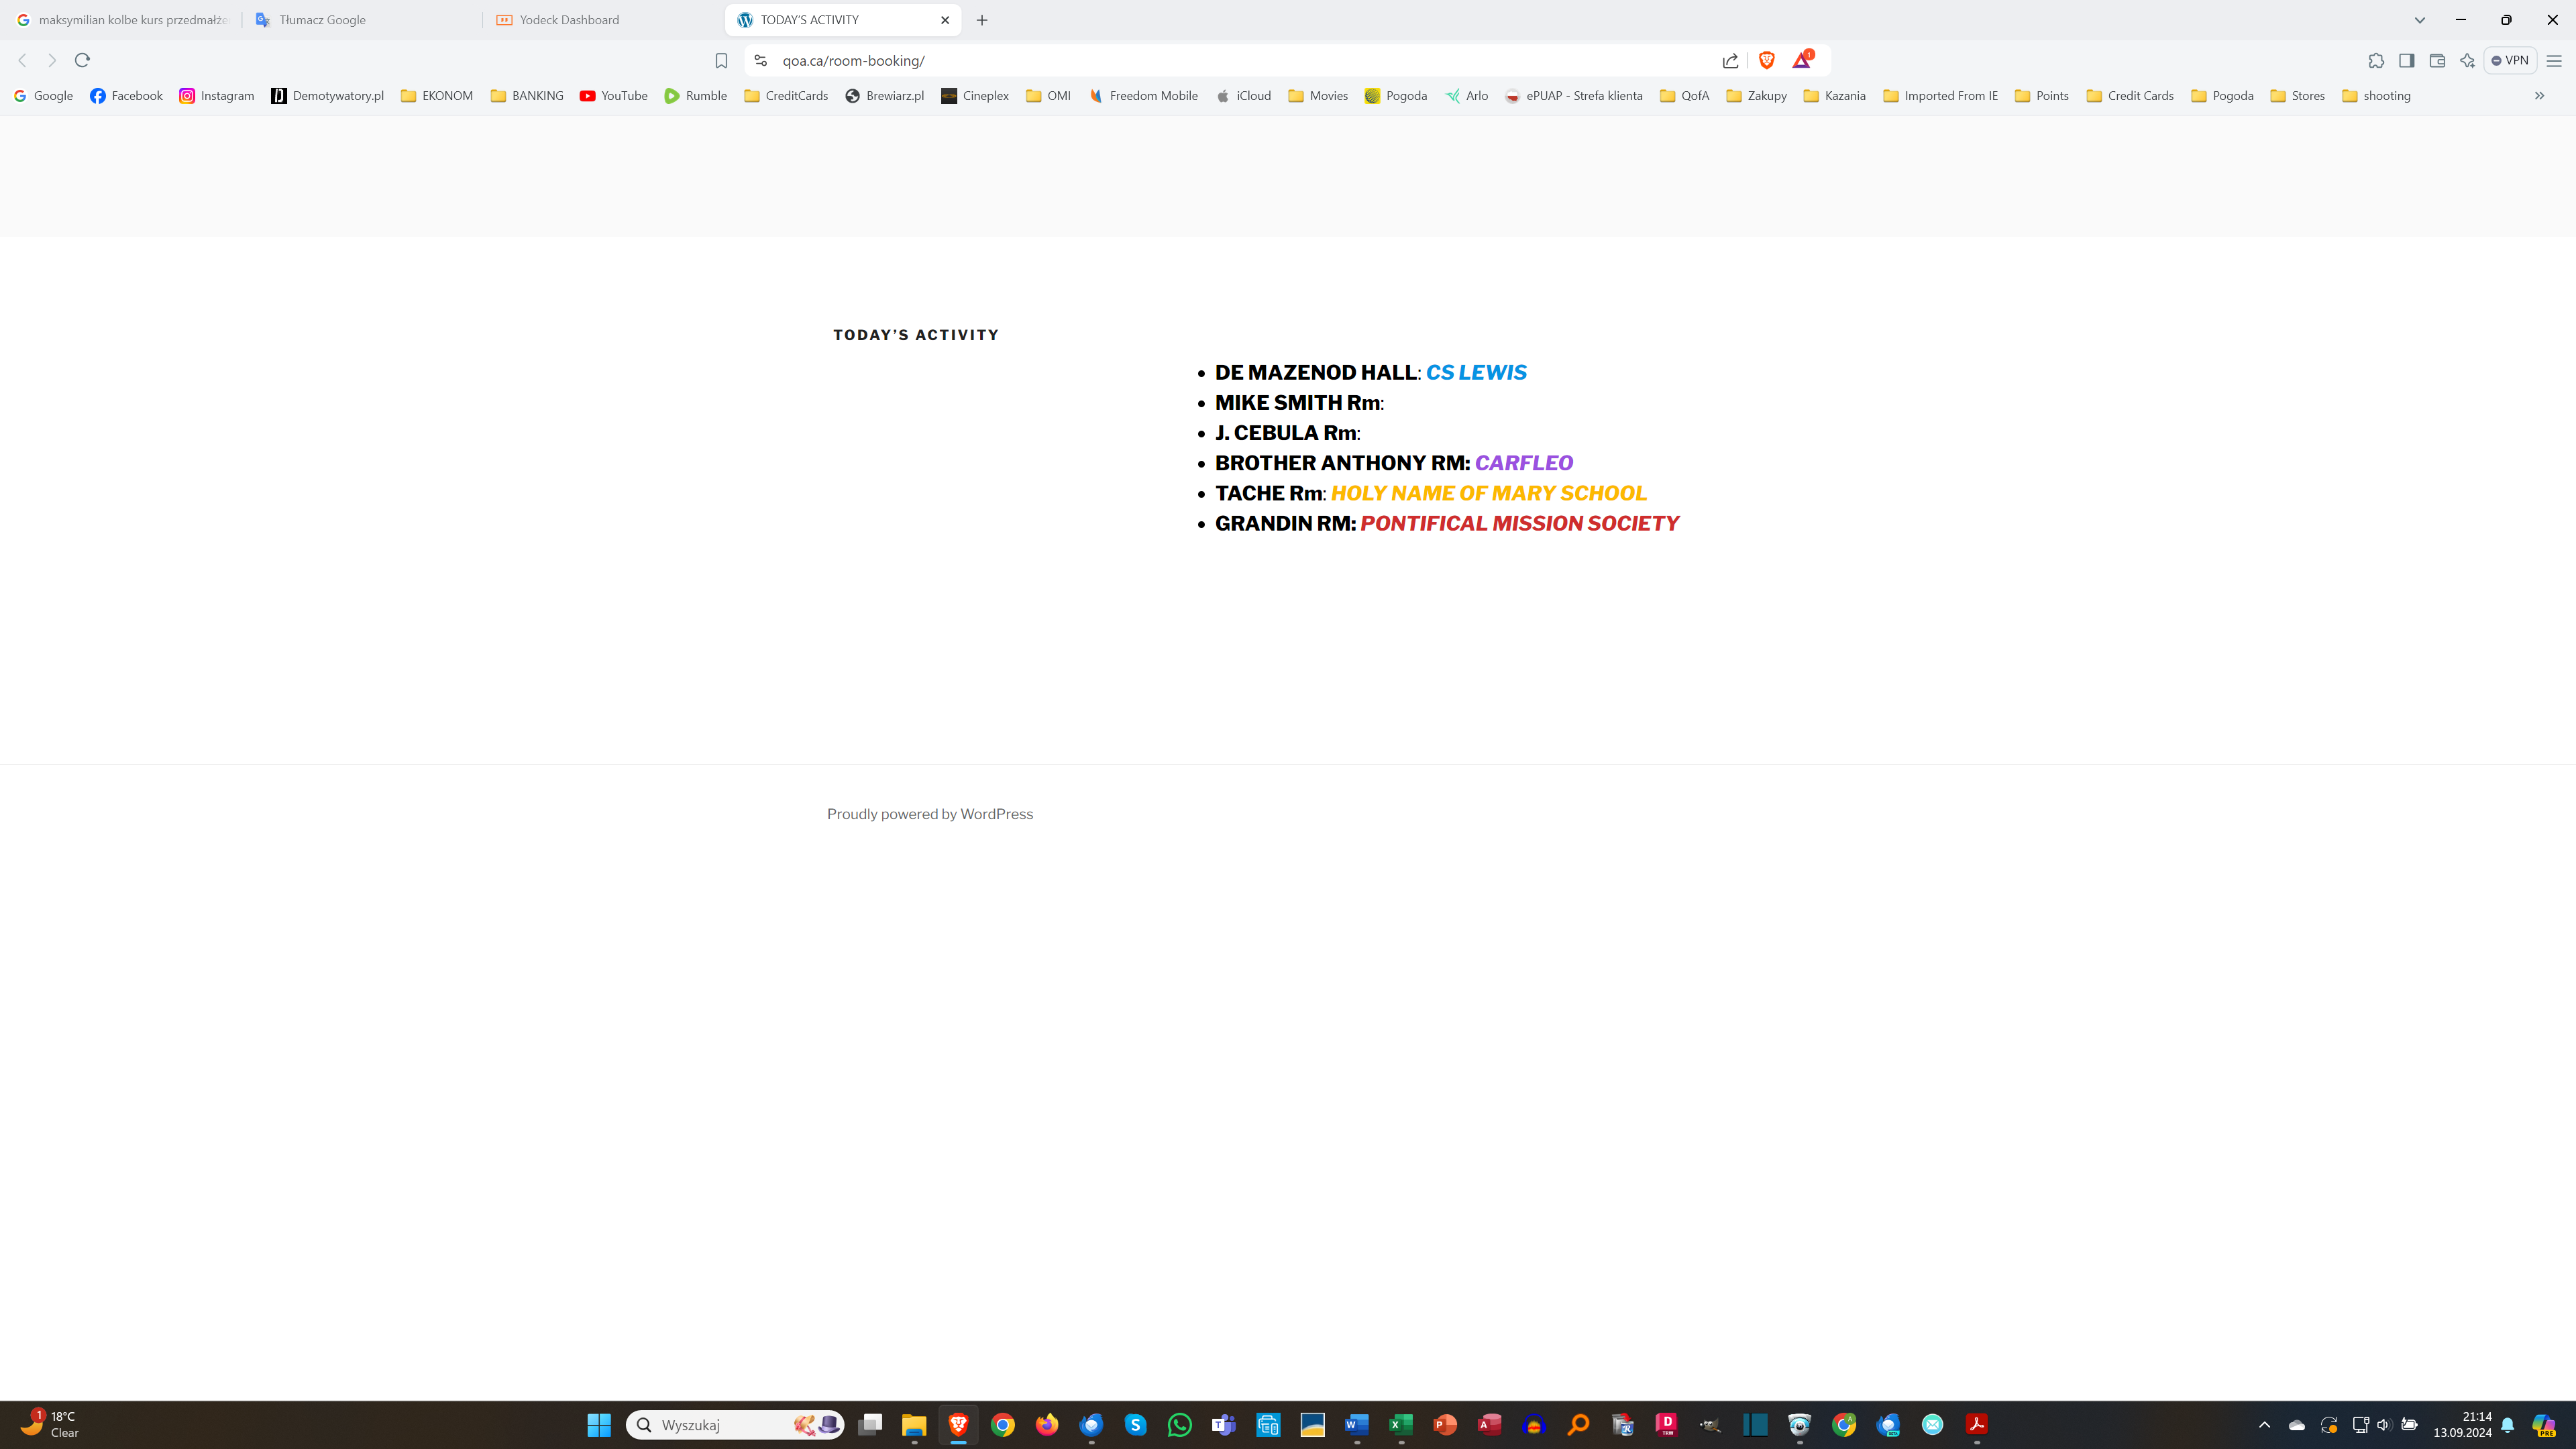 maksymilian kolbe kurs przedmałże
Tłumacz Google
Yodeck Dashboard
TODAY'S ACTIVITY
qoa.ca/room-booking/
1
VPN
Google
Facebook
Instagram
Demotywatory.pl
EKONOM
BANKING
YouTube
Rumble
CreditCards
Brewiarz.pl
Cineplex
OMI
Freedom Mobile
iCloud
Movies
Pogoda
Arlo
ePUAP - Strefa klienta
QofA
Zakupy
Kazania
Imported From IE
Points
Credit Cards
Pogoda
Stores
shooting
TODAY’S ACTIVITY
• DE MAZENOD HALL: CS LEWIS
• MIKE SMITH Rm:
• J. CEBULA Rm:
• BROTHER ANTHONY RM: CARFLEO
• TACHE Rm: HOLY NAME OF MARY SCHOOL
• GRANDIN RM: PONTIFICAL MISSION SOCIETY
Proudly powered by WordPress
1
18°C
Clear
Wyszukaj
21:14
13.09.2024
PRE